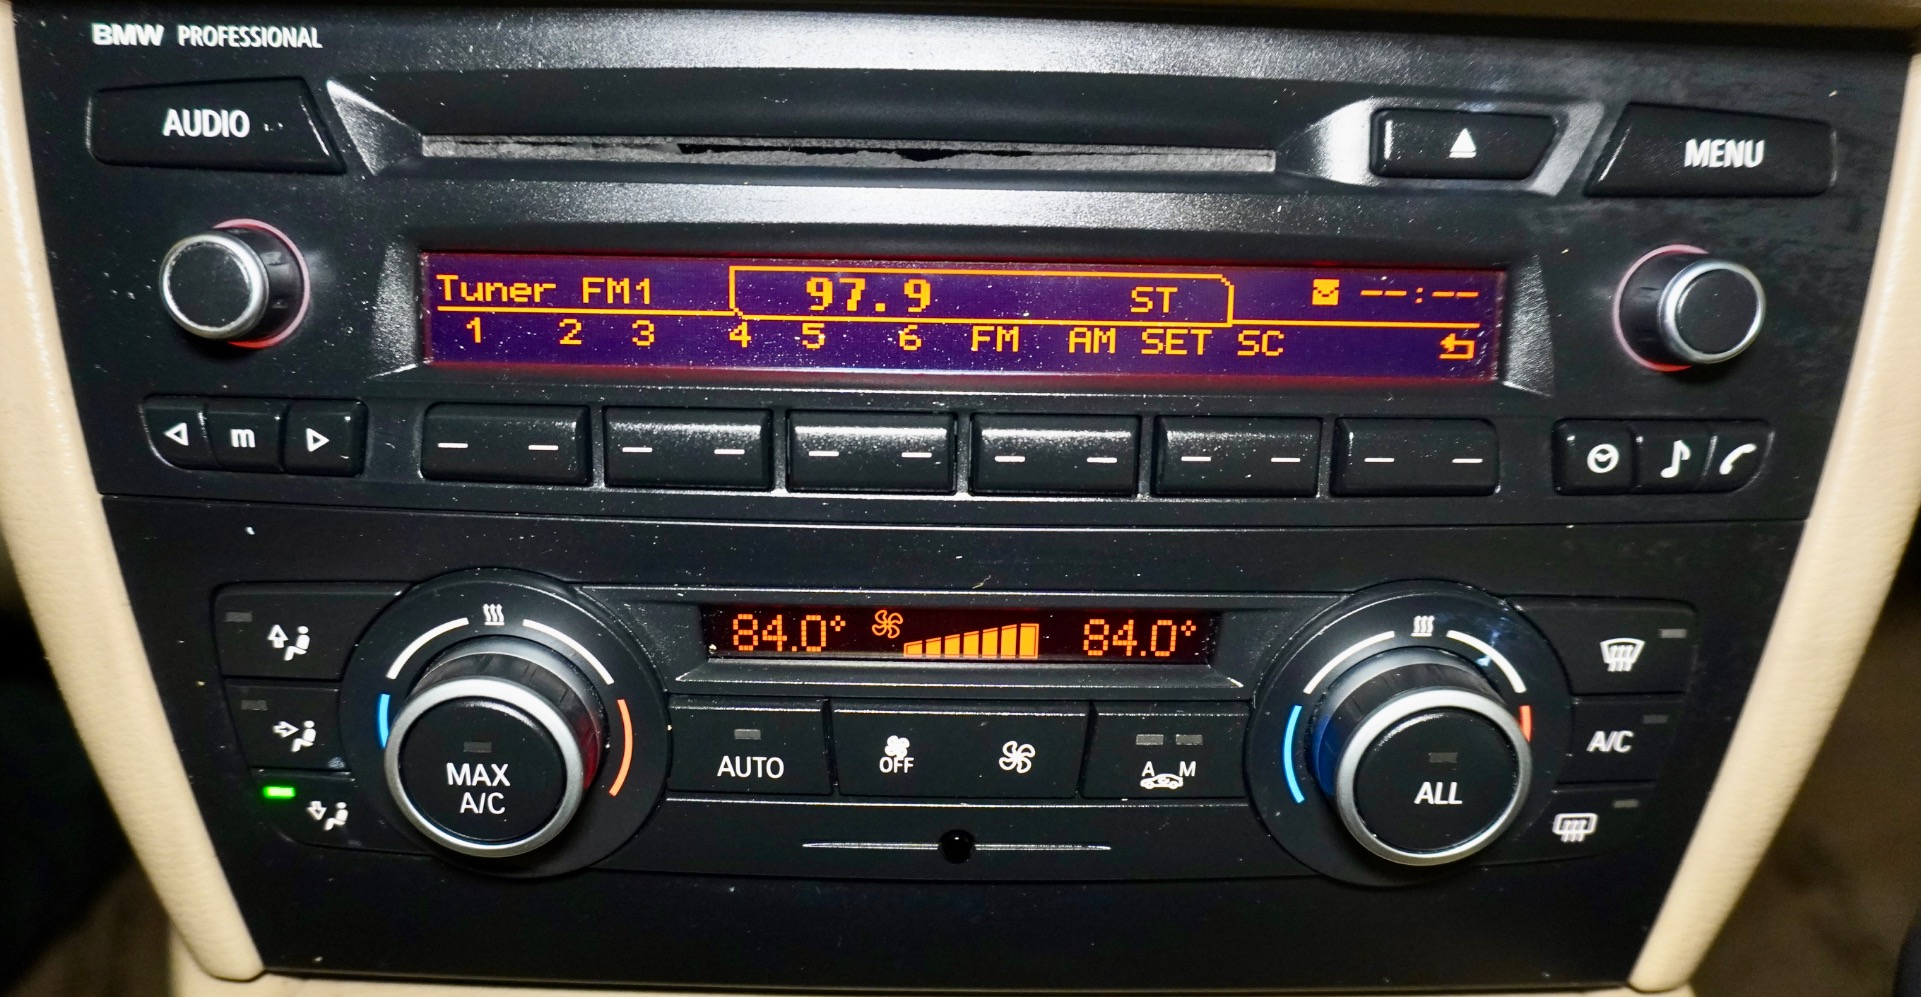 BMW PROFESSIONAL
AUDIO
MENU
Tuner FM1 97.9 ST --:--
1 2 3 4 5 6 FM AM SET SC
m
84.0° 84.0°
MAX
A/C
AUTO
OFF
A M
ALL
A/C